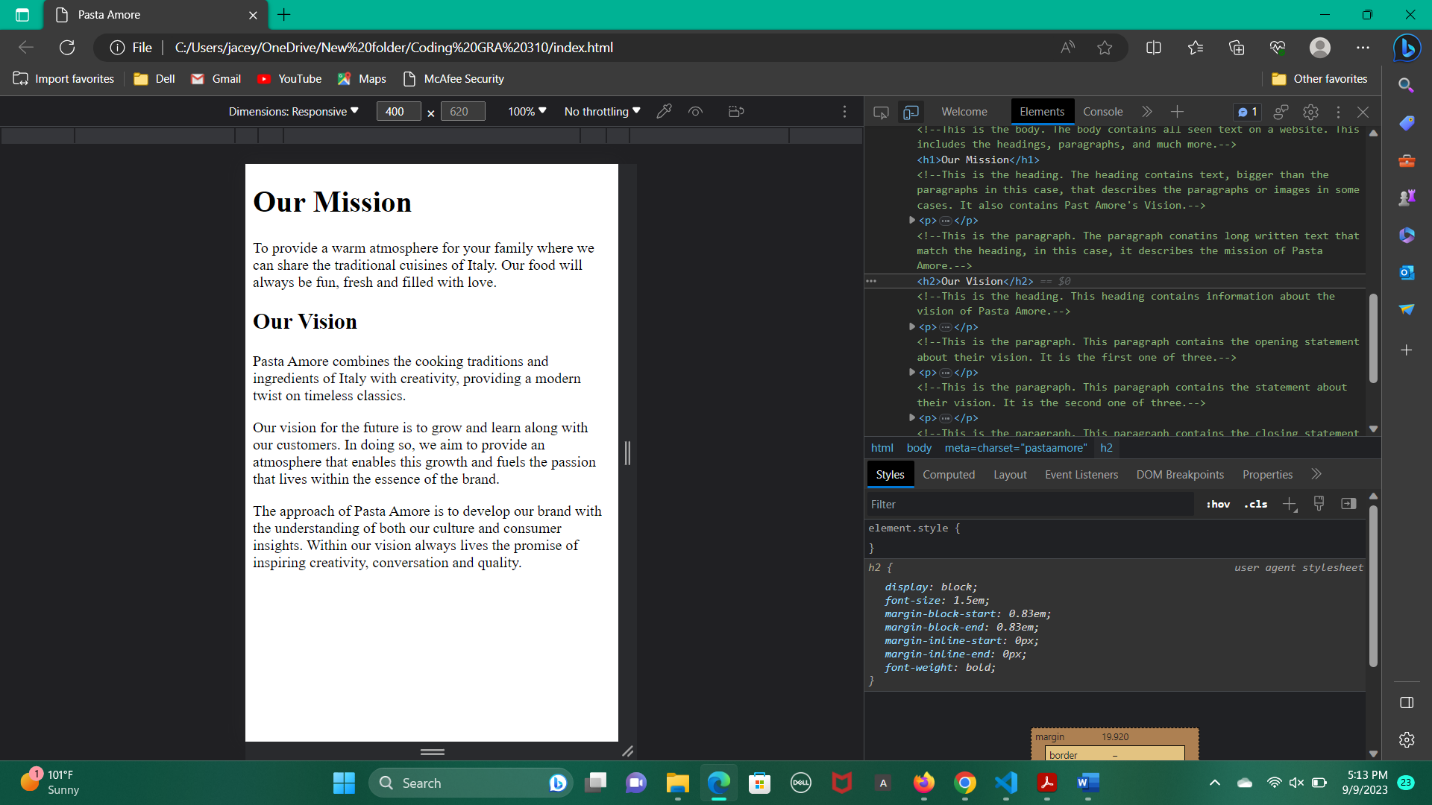 Pasta Amore
File
C:/Users/jacey/OneDrive/New%20folder/Coding%20GRA%20310/index.html
Import favorites
Dell
Gmail
YouTube
Maps
McAfee Security
Other favorites
Dimensions: Responsive
400
x
620
100%
No throttling
Our Mission
To provide a warm atmosphere for your family where we
can share the traditional cuisines of Italy. Our food will
always be fun, fresh and filled with love.
Our Vision
Pasta Amore combines the cooking traditions and
ingredients of Italy with creativity, providing a modern
twist on timeless classics.
Our vision for the future is to grow and learn along with
our customers. In doing so, we aim to provide an
atmosphere that enables this growth and fuels the passion
that lives within the essence of the brand.
The approach of Pasta Amore is to develop our brand with
the understanding of both our culture and consumer
insights. Within our vision always lives the promise of
inspiring creativity, conversation and quality.
Welcome
Elements
Console
1
<!--This is the body. The body contains all seen text on a website. This
includes the headings, paragraphs, and much more.-->
<h1>Our Mission</h1>
<!--This is the heading. The heading contains text, bigger than the
paragraphs in this case, that describes the paragraphs or images in some
cases. It also contains Past Amore's Vision.-->
<p>…</p>
<!--This is the paragraph. The paragraph conatins long written text that
match the heading, in this case, it describes the mission of Pasta
Amore.-->
<h2>Our Vision</h2> == $0
<!--This is the heading. This heading contains information about the
vision of Pasta Amore.-->
<p>…</p>
<!--This is the paragraph. This paragraph contains the opening statement
about their vision. It is the first one of three.-->
<p>…</p>
<!--This is the paragraph. This paragraph contains the statement about
their vision. It is the second one of three.-->
<p>…</p>
<!--This is the paragraph. This paragraph contains the closing statement
html
body
meta=charset="pastaamore"
h2
Styles
Computed
Layout
Event Listeners
DOM Breakpoints
Properties
Filter
:hov
.cls
element.style {
}
h2 {
user agent stylesheet
display: block;
font-size: 1.5em;
margin-block-start: 0.83em;
margin-block-end: 0.83em;
margin-inline-start: 0px;
margin-inline-end: 0px;
font-weight: bold;
}
margin
19.920
border
–
1
101°F
Sunny
Search
DELL
A
5:13 PM
9/9/2023
23